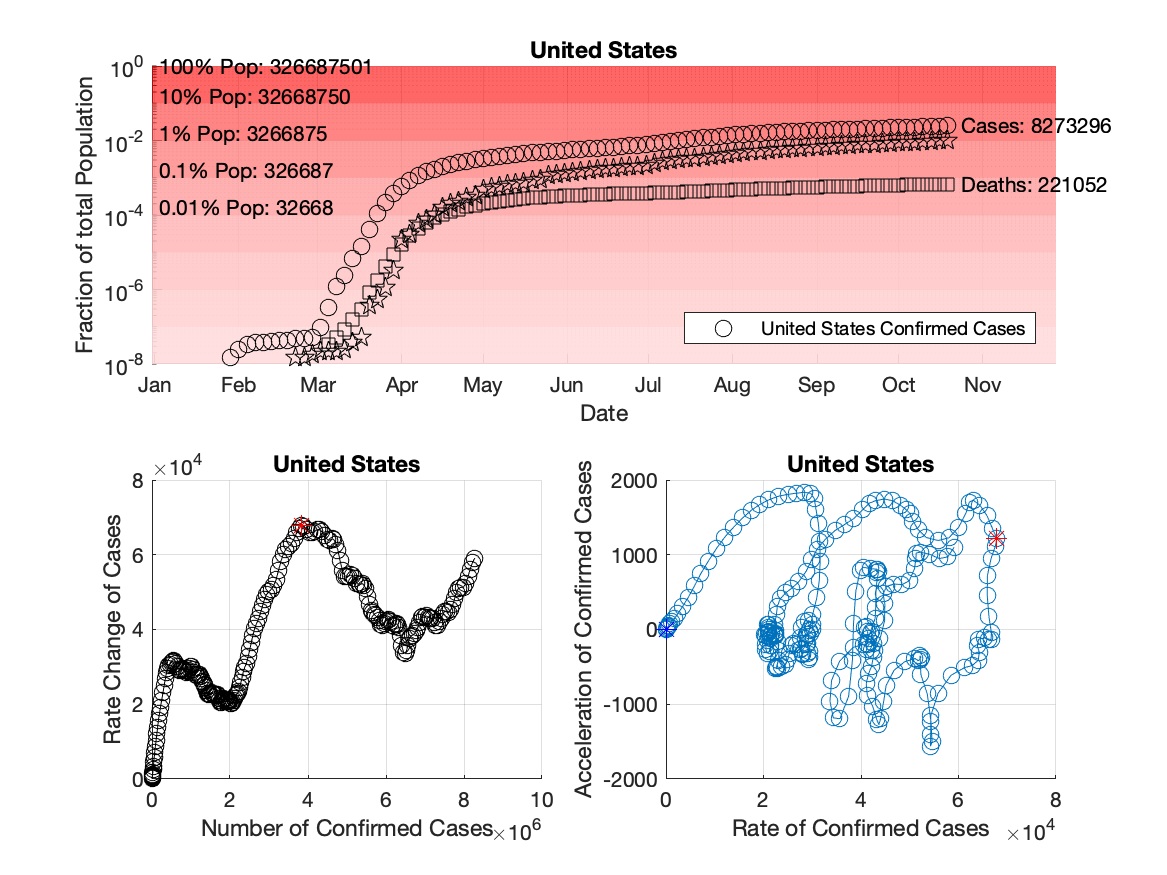 United States
Fraction of total Population
10^0
10^-2
10^-4
10^-6
10^-8
100% Pop: 326687501
10% Pop: 32668750
1% Pop: 3266875
0.1% Pop: 326687
0.01% Pop: 32668
Cases: 8273296
Deaths: 221052
United States Confirmed Cases
Jan Feb Mar Apr May Jun Jul Aug Sep Oct Nov
Date
United States
×10^4
Rate Change of Cases
8
6
4
2
0
0 2 4 6 8 10
Number of Confirmed Cases ×10^6
United States
Acceleration of Confirmed Cases
2000
1000
0
-1000
-2000
0 2 4 6 8
Rate of Confirmed Cases ×10^4